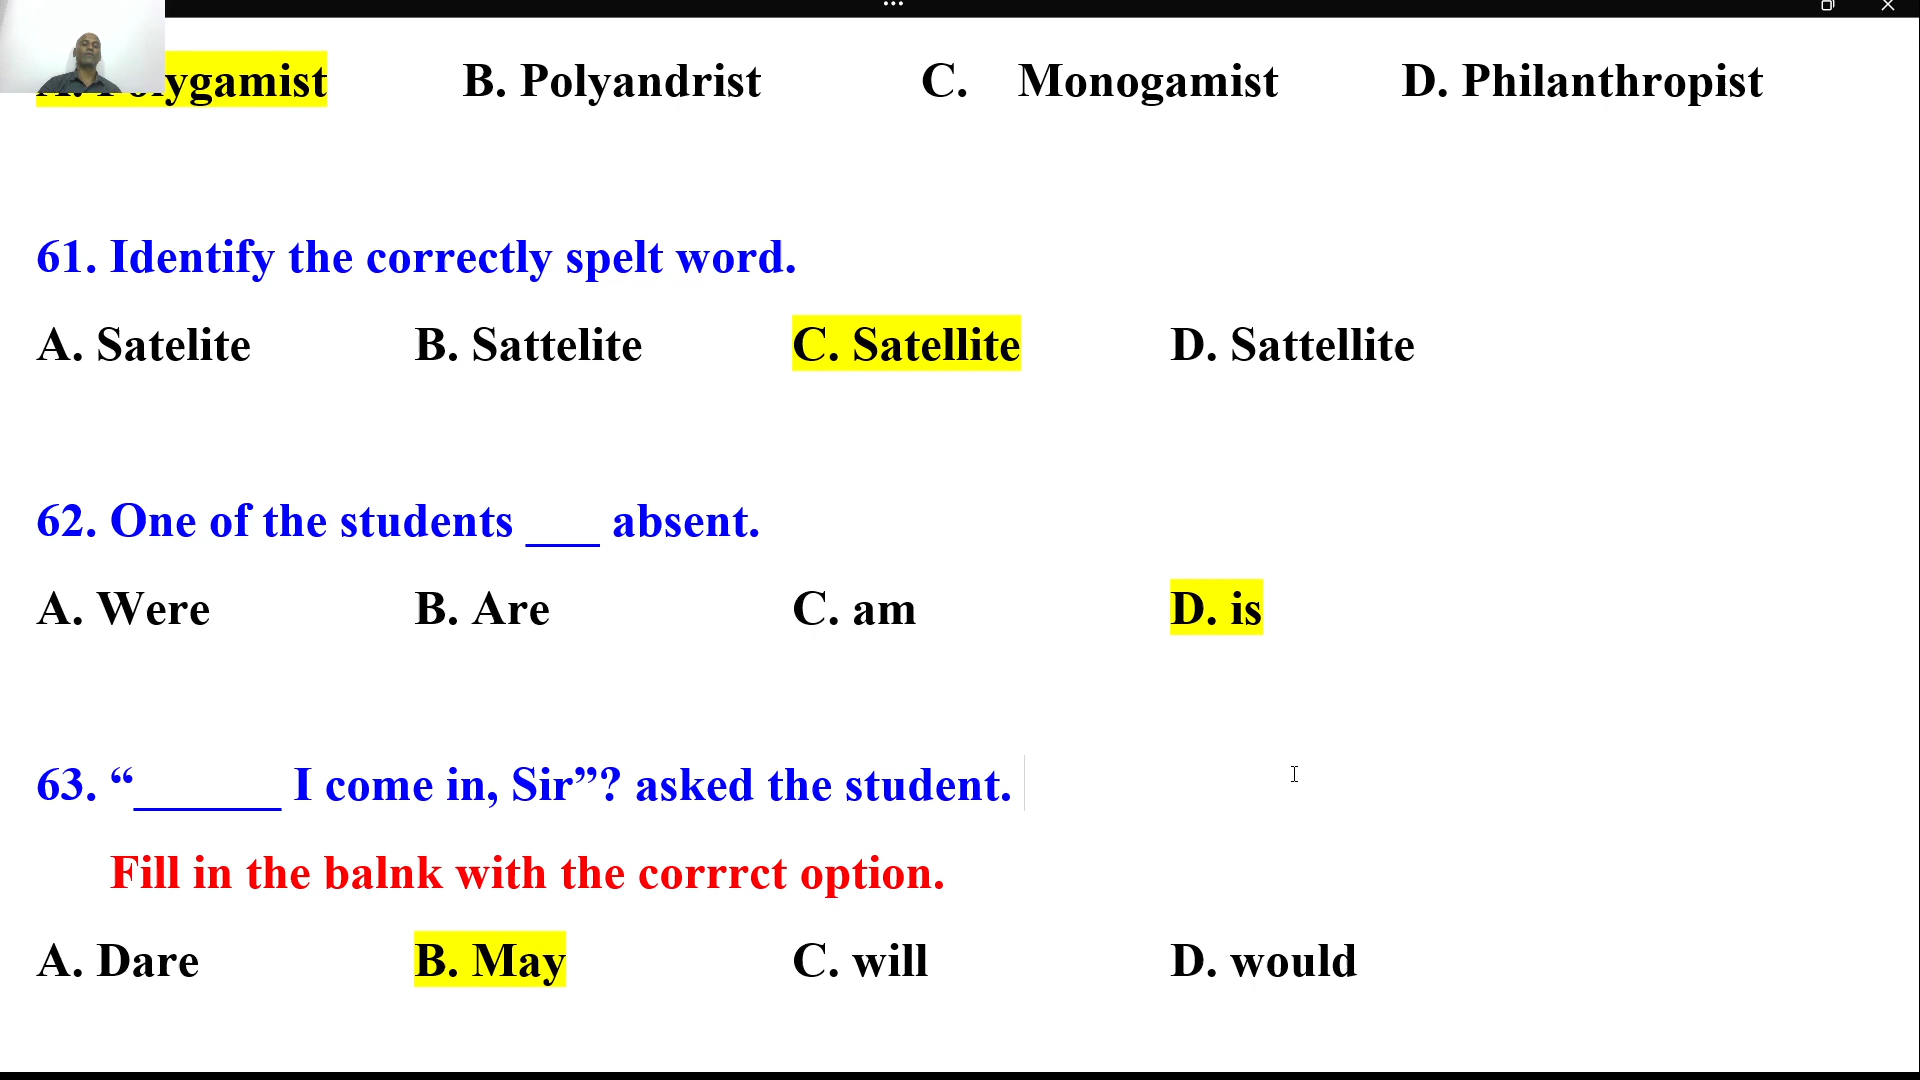 ygamist B. Polyandrist C. Monogamist D. Philanthropist
61. Identify the correctly spelt word.
A. Satelite B. Sattelite C. Satellite D. Sattellite
62. One of the students ___ absent.
A. Were B. Are C. am D. is
63. “______ I come in, Sir”? asked the student.
Fill in the balnk with the corrrct option.
A. Dare B. May C. will D. would